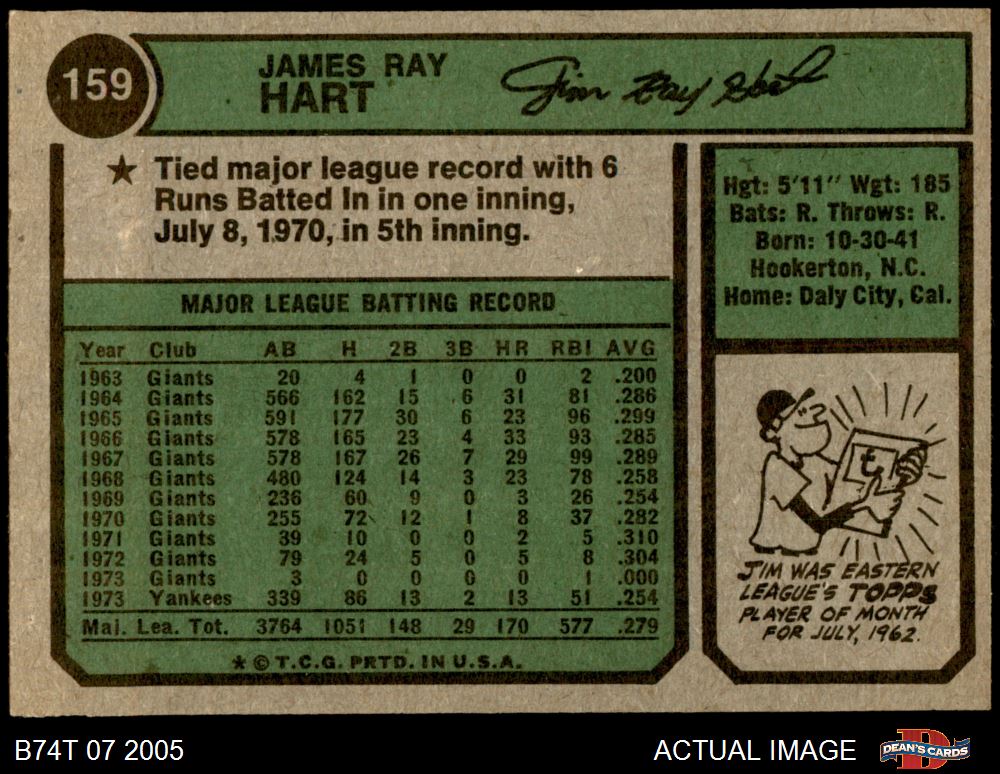 159
JAMES RAY
HART
Jim Ray Hart
★ Tied major league record with 6
Runs Batted In in one inning,
July 8, 1970, in 5th inning.
MAJOR LEAGUE BATTING RECORD
Year Club AB H 2B 3B HR RBI AVG
1963 Giants 20 4 1 0 0 2 .200
1964 Giants 566 162 15 6 31 81 .286
1965 Giants 591 177 30 6 23 96 .299
1966 Giants 578 165 23 4 33 93 .285
1967 Giants 578 167 26 7 29 99 .289
1968 Giants 480 124 14 3 23 78 .258
1969 Giants 236 60 9 0 3 26 .254
1970 Giants 255 72 12 1 8 37 .282
1971 Giants 39 10 0 0 2 5 .310
1972 Giants 79 24 5 0 5 8 .304
1973 Giants 3 0 0 0 0 1 .000
1973 Yankees 339 86 13 2 13 51 .254
Maj. Lea. Tot. 3764 1051 148 29 170 577 .279
★ © T.C.G. PRTD. IN U.S.A.
Hgt: 5'11" Wgt: 185
Bats: R. Throws: R.
Born: 10-30-41
Hookerton, N.C.
Home: Daly City, Cal.
t
JIM WAS EASTERN
LEAGUE'S TOPPS
PLAYER OF MONTH
FOR JULY, 1962.
B74T 07 2005
ACTUAL IMAGE
DEAN'S CARDS